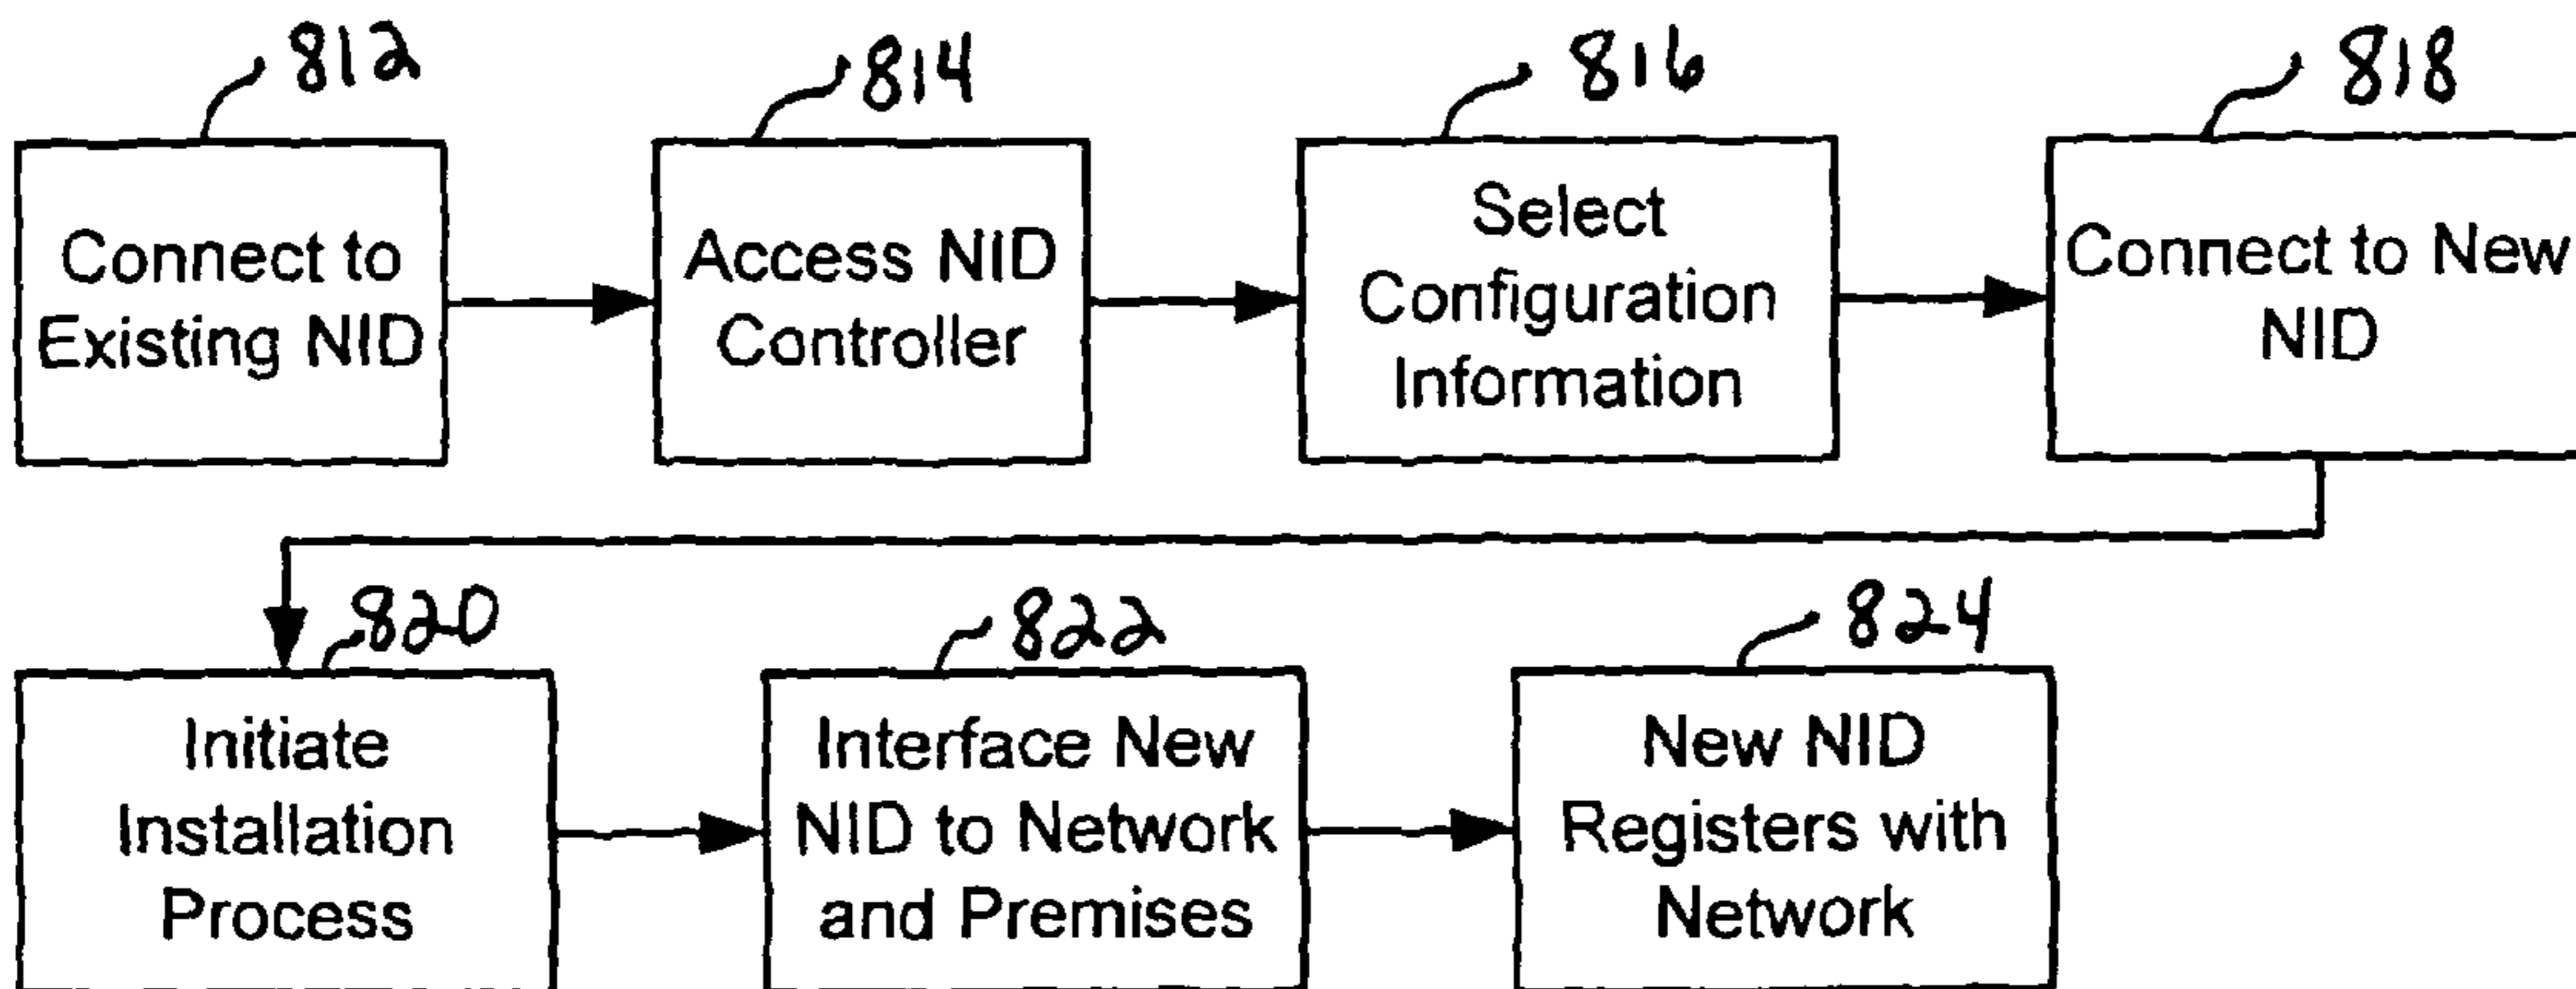 812
814
816
818
Connect to
Existing NID
Access NID
Controller
Select
Configuration
Information
Connect to New
NID
820
822
824
Initiate
Installation
Process
Interface New
NID to Network
and Premises
New NID
Registers with
Network